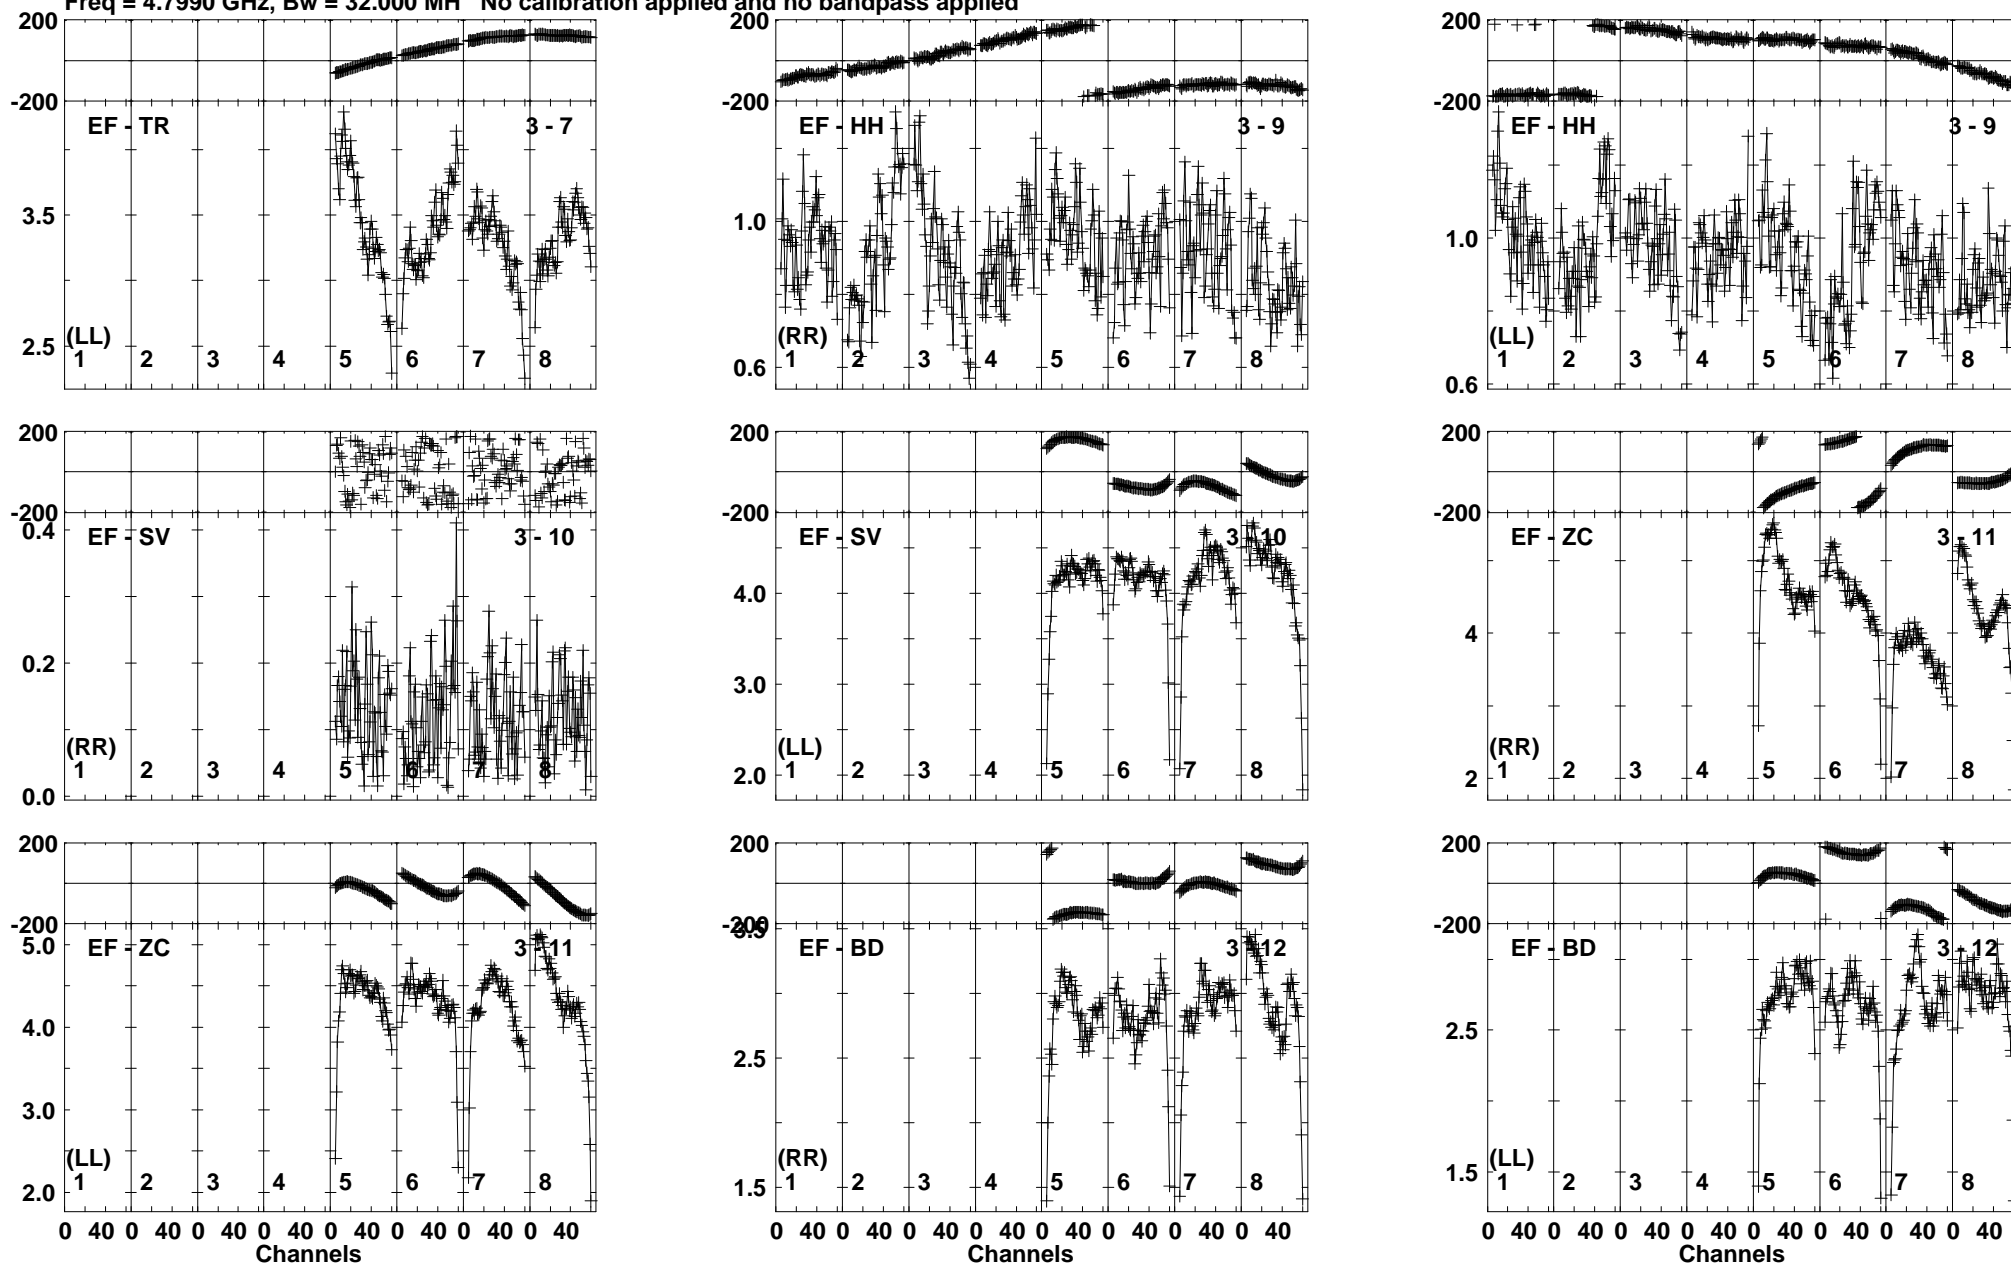 Freq = 4.7990 GHz, Bw = 32.000 MH No calibration applied and no bandpass applied
200 200 200
-200 -200 -200
EF - TR 3 - 7 EF - HH 3 - 9 EF - HH 3 - 9
3.5 1.0 1.0
(LL) (RR) (LL)
2.5 0.6 0.6
1 2 3 4 5 6 7 8 1 2 3 4 5 6 7 8 1 2 3 4 5 6 7 8
200 200 200
-200 -200 -200
EF - SV 3 - 10 EF - SV 3 - 10 EF - ZC 3 - 11
0.4 4.0 4
0.2 3.0
(RR) (LL) (RR)
0.0 2.0 2
1 2 3 4 5 6 7 8 1 2 3 4 5 6 7 8 1 2 3 4 5 6 7 8
200 200 200
-200 -200 -200
5.0 3.5
EF - ZC 3 - 11 EF - BD 3 - 12 EF - BD 3 - 12
4.0 2.5 2.5
3.0
(LL) (RR) (LL)
2.0 1.5 1.5
1 2 3 4 5 6 7 8 1 2 3 4 5 6 7 8 1 2 3 4 5 6 7 8
0 40 0 40 0 40 0 40 0 40 0 40 0 40 0 40 0 40 0 40 0 40 0 40 0 40 0 40 0 40 0 40 0 40 0 40 0 40 0 40 0 40 0 40 0 40 0 40
Channels Channels Channels